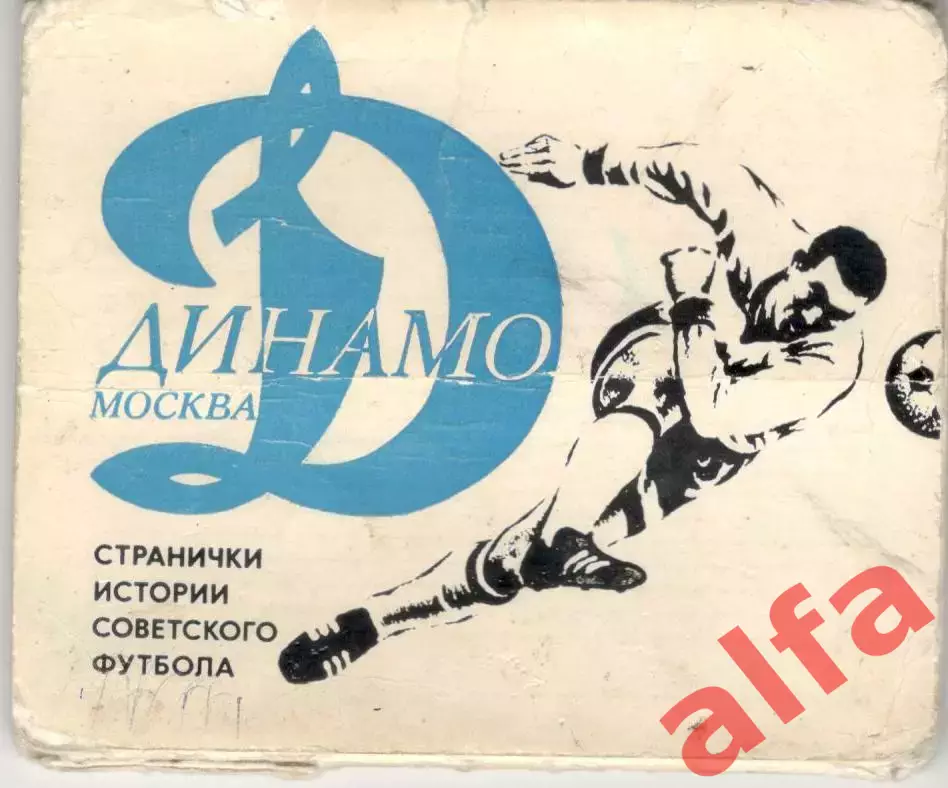 Д
ДИНАМО
МОСКВА
СТРАНИЧКИ
ИСТОРИИ
СОВЕТСКОГО
ФУТБОЛА
alfa